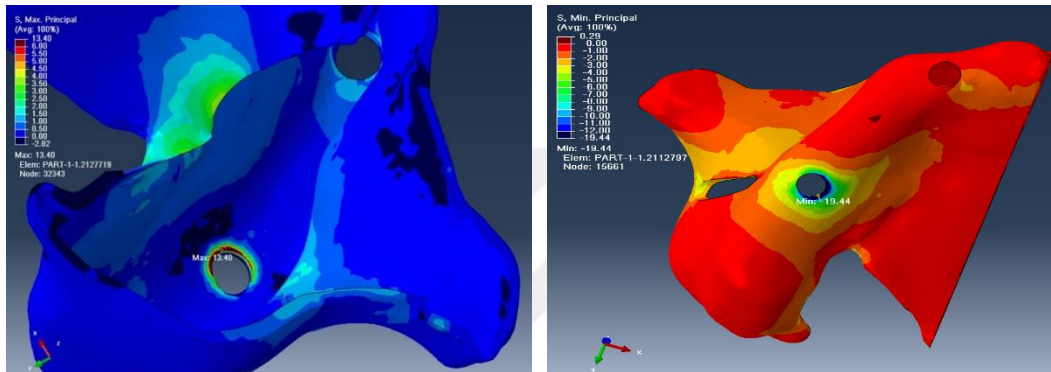 S, Max. Principal
(Avg: 100%)
13.40
6.00
5.50
5.00
4.50
4.00
3.50
3.00
2.50
2.00
1.50
1.00
0.50
0.00
-2.82
Max: 13.40
Elem: PART-1-1.2127719
Node: 32343
Max: 13.40
X
Z
Y
S, Min. Principal
(Avg: 100%)
0.29
0.00
-1.00
-2.00
-3.00
-4.00
-5.00
-6.00
-7.00
-8.00
-9.00
-10.00
-11.00
-12.00
-19.44
Min: -19.44
Elem: PART-1-1.2112797
Node: 15661
Min: -19.44
X
Y